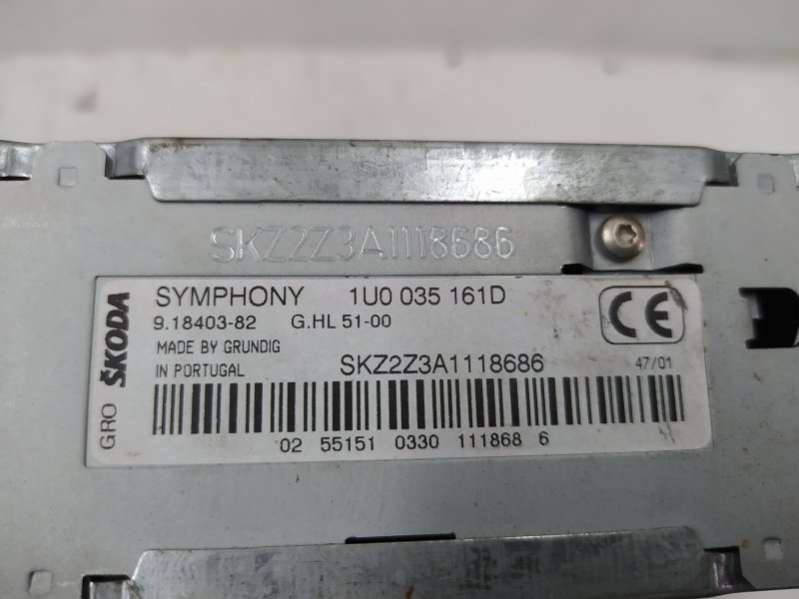 SKZ2Z3A1118686
GRO ŠKODA
SYMPHONY 1U0 035 161D
9.18403-82 G.HL 51-00
MADE BY GRUNDIG
IN PORTUGAL SKZ2Z3A1118686 47/01
CE
02 55151 0330 111868 6